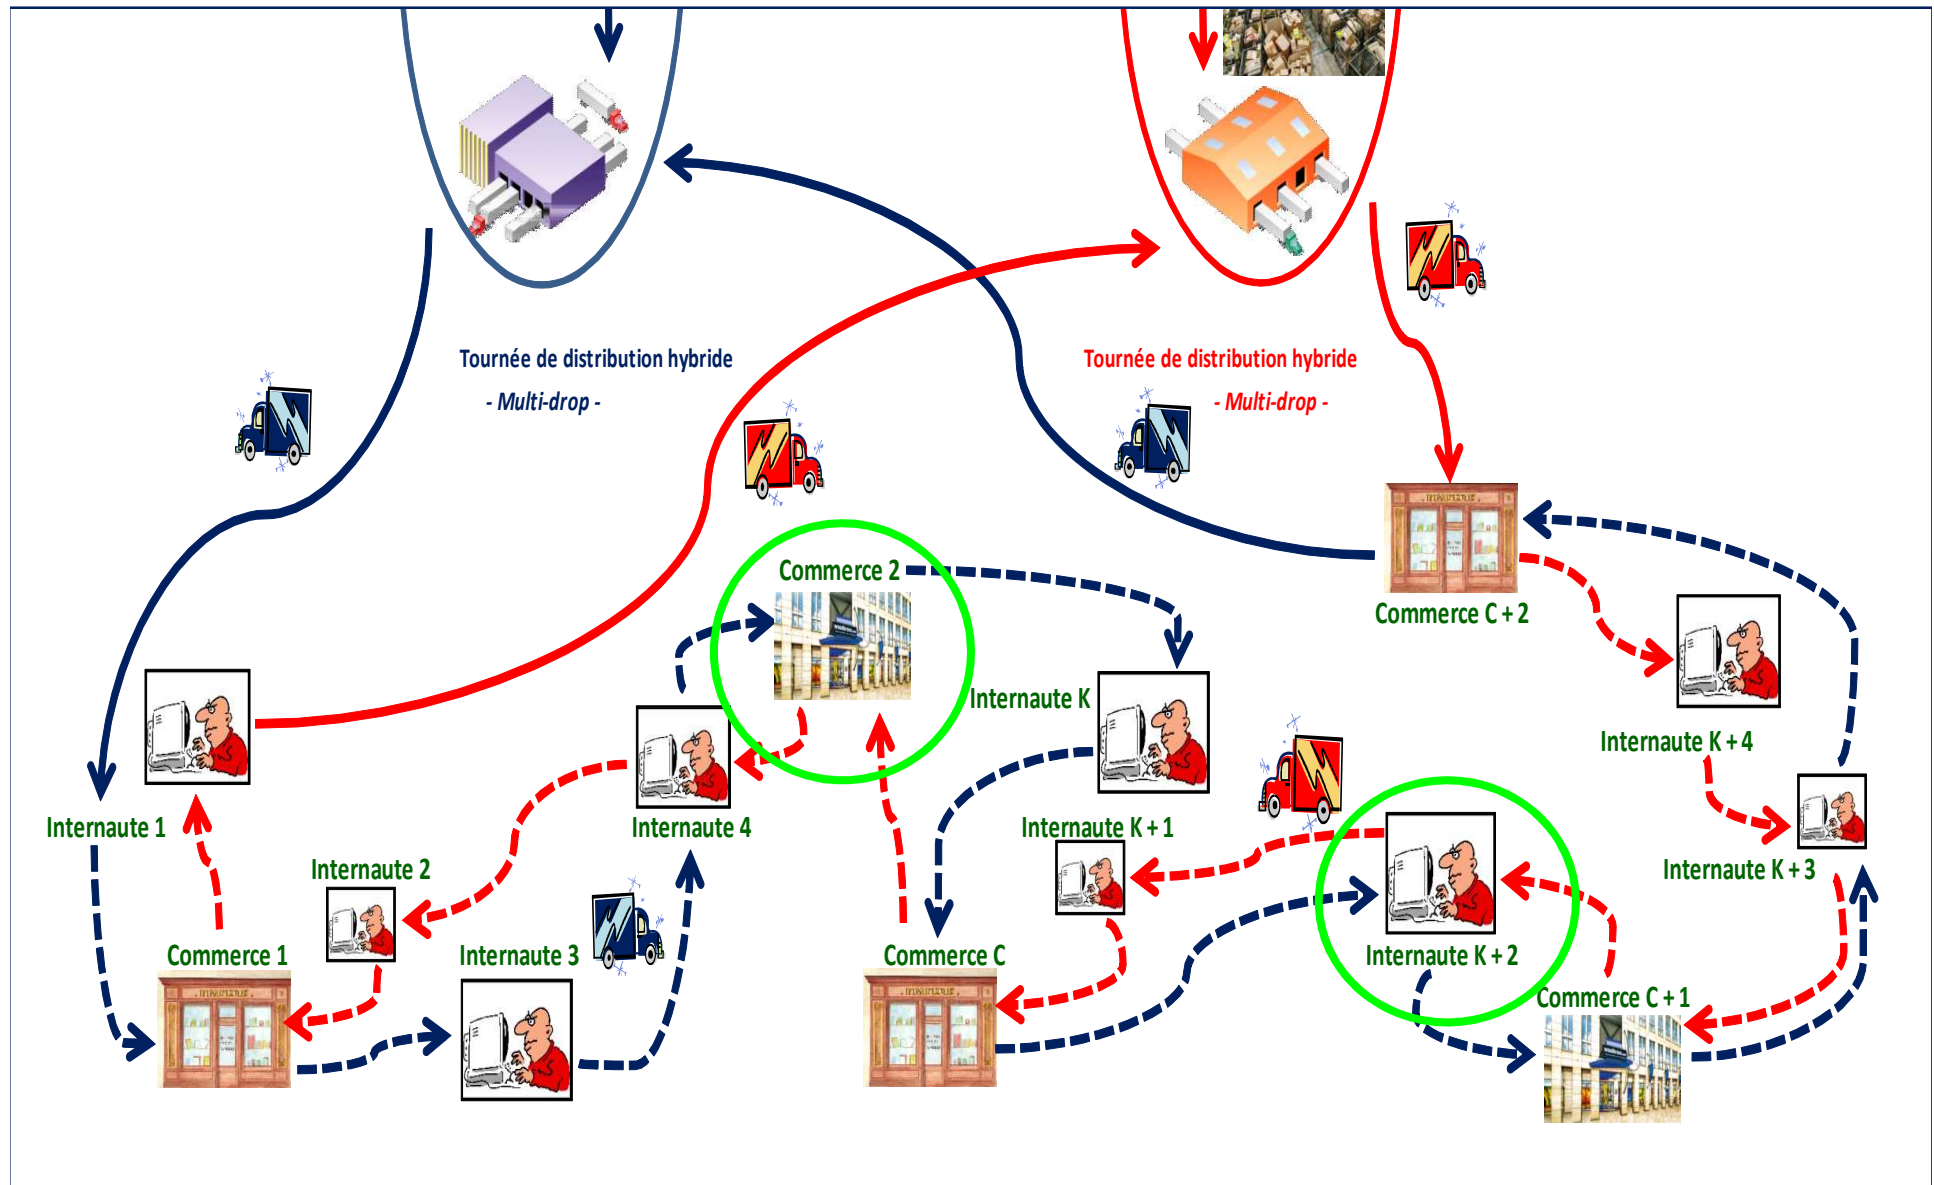 Tournée de distribution hybride
- Multi-drop -
Tournée de distribution hybride
- Multi-drop -
Commerce 2
Commerce C + 2
Internaute K
Internaute K + 4
Internaute 1
Internaute 4
Internaute K + 1
Internaute 2
Internaute K + 3
Commerce 1
Internaute 3
Commerce C
Internaute K + 2
Commerce C + 1